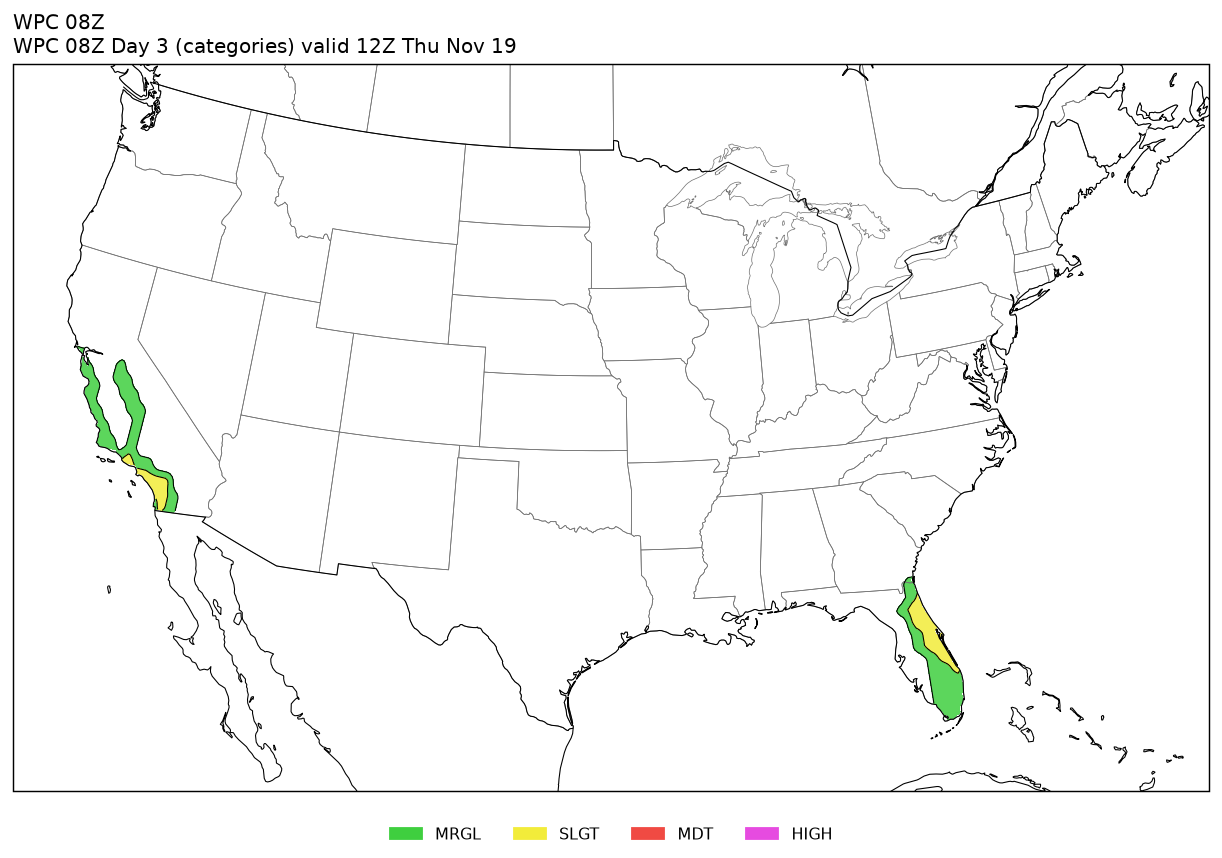 WPC 08Z
WPC 08Z Day 3 (categories) valid 12Z Thu Nov 19
MRGL SLGT MDT HIGH